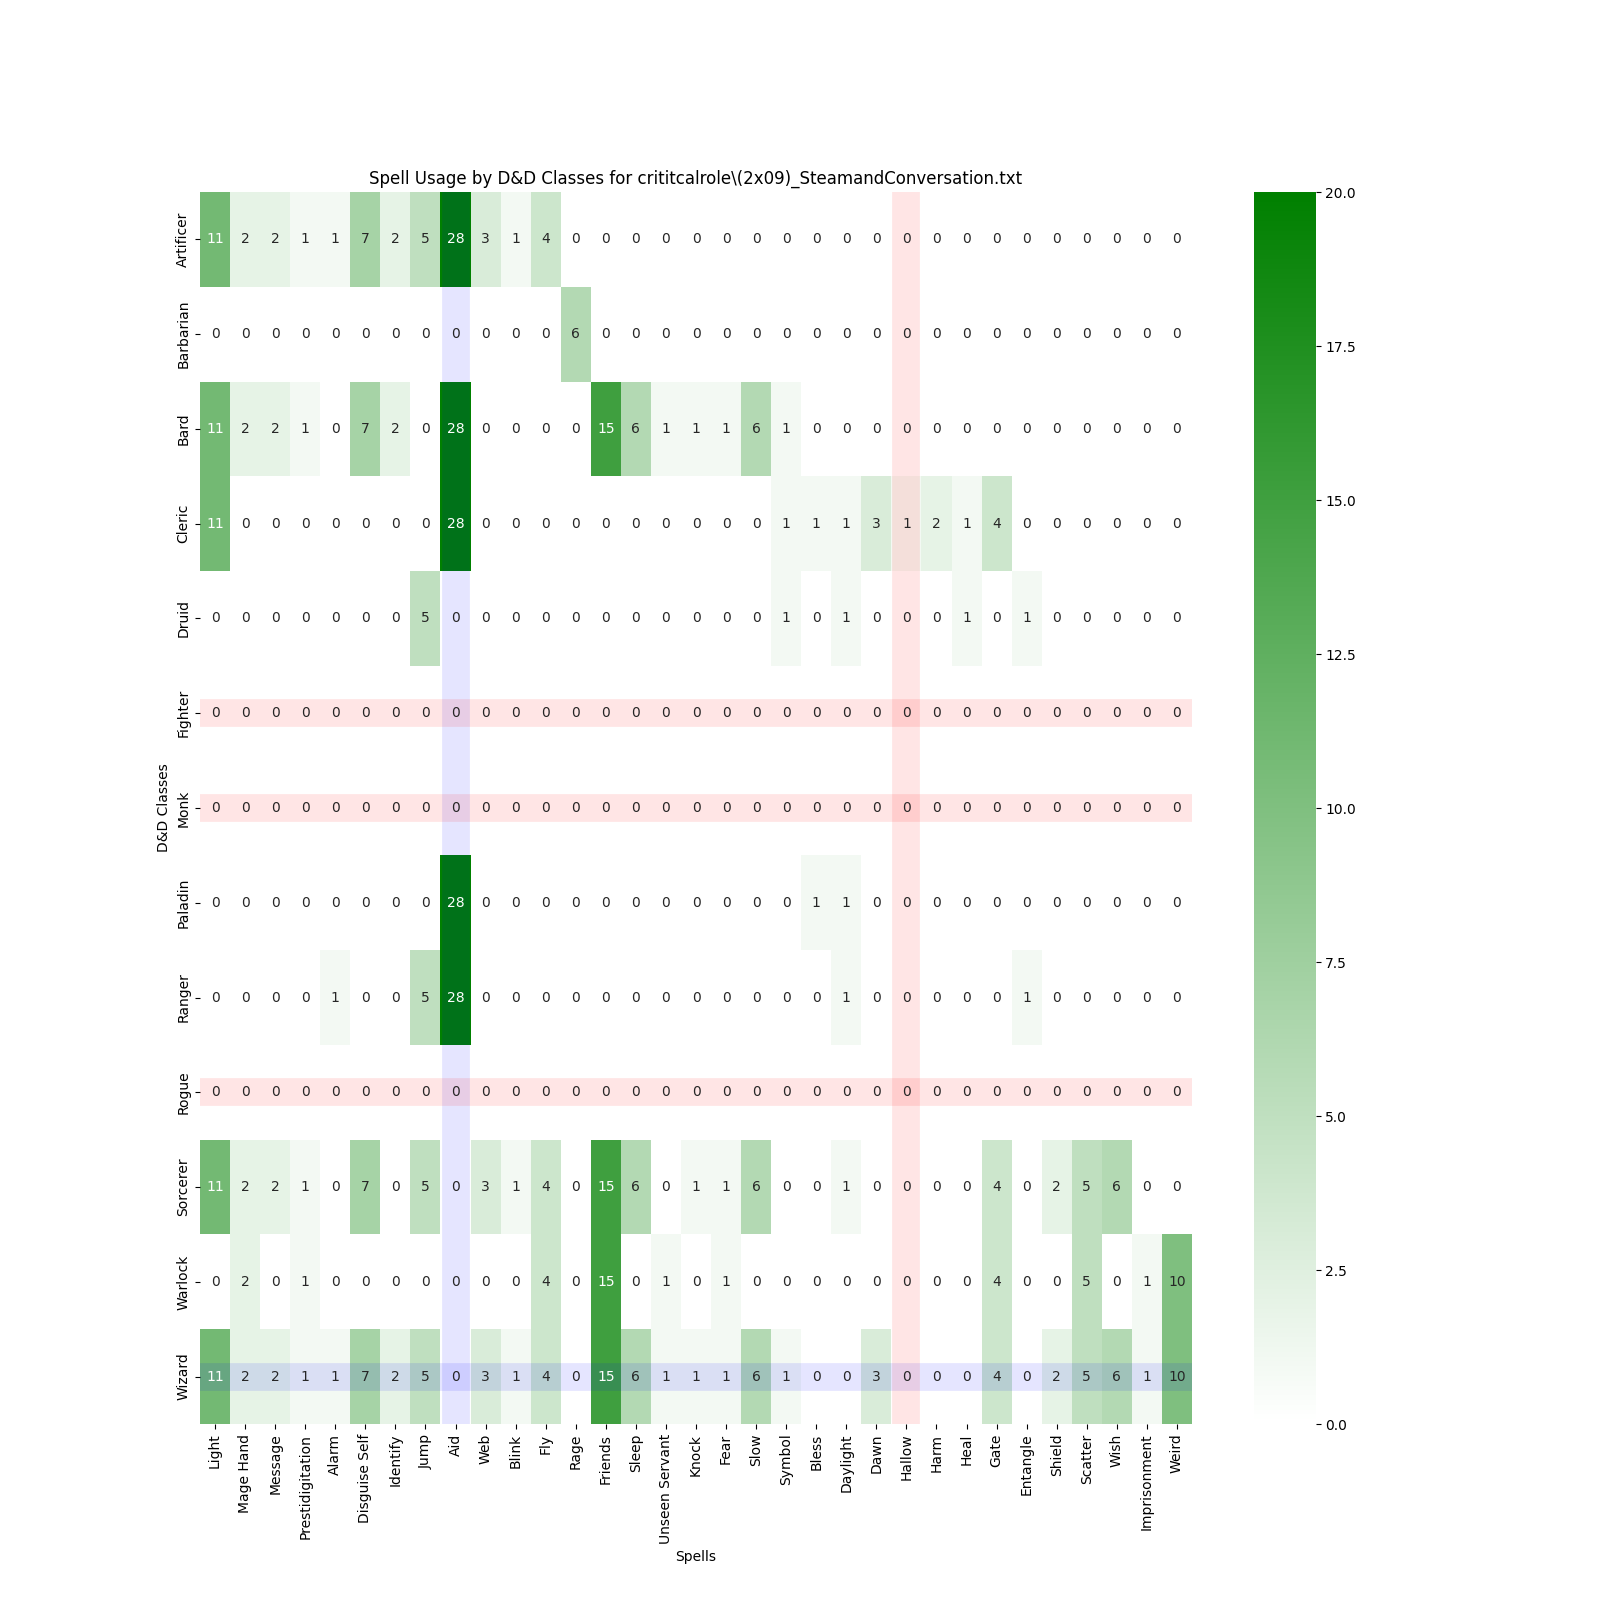 Spell Usage by D&D Classes for crititcalrole\(2x09)_SteamandConversation.txt
Artificer 11 2 2 1 1 7 2 5 28 3 1 4 0 0 0 0 0 0 0 0 0 0 0 0 0 0 0 0 0 0 0 0 0
Barbarian 0 0 0 0 0 0 0 0 0 0 0 0 6 0 0 0 0 0 0 0 0 0 0 0 0 0 0 0 0 0 0 0 0
Bard 11 2 2 1 0 7 2 0 28 0 0 0 0 15 6 1 1 1 6 1 0 0 0 0 0 0 0 0 0 0 0 0 0
Cleric 11 0 0 0 0 0 0 0 28 0 0 0 0 0 0 0 0 0 0 1 1 1 3 1 2 1 4 0 0 0 0 0 0
Druid 0 0 0 0 0 0 0 5 0 0 0 0 0 0 0 0 0 0 0 1 0 1 0 0 0 1 0 1 0 0 0 0 0
Fighter 0 0 0 0 0 0 0 0 0 0 0 0 0 0 0 0 0 0 0 0 0 0 0 0 0 0 0 0 0 0 0 0 0
Monk 0 0 0 0 0 0 0 0 0 0 0 0 0 0 0 0 0 0 0 0 0 0 0 0 0 0 0 0 0 0 0 0 0
Paladin 0 0 0 0 0 0 0 0 28 0 0 0 0 0 0 0 0 0 0 0 1 1 0 0 0 0 0 0 0 0 0 0 0
Ranger 0 0 0 0 1 0 0 5 28 0 0 0 0 0 0 0 0 0 0 0 0 1 0 0 0 0 0 1 0 0 0 0 0
Rogue 0 0 0 0 0 0 0 0 0 0 0 0 0 0 0 0 0 0 0 0 0 0 0 0 0 0 0 0 0 0 0 0 0
Sorcerer 11 2 2 1 0 7 0 5 0 3 1 4 0 15 6 0 1 1 6 0 0 1 0 0 0 0 4 0 2 5 6 0 0
Warlock 0 2 0 1 0 0 0 0 0 0 0 4 0 15 0 1 0 1 0 0 0 0 0 0 0 0 4 0 0 5 0 1 10
Wizard 11 2 2 1 1 7 2 5 0 3 1 4 0 15 6 1 1 1 6 1 0 0 3 0 0 0 4 0 2 5 6 1 10
D&D Classes
Light
Mage Hand
Message
Prestidigitation
Alarm
Disguise Self
Identify
Jump
Aid
Web
Blink
Fly
Rage
Friends
Sleep
Unseen Servant
Knock
Fear
Slow
Symbol
Bless
Daylight
Dawn
Hallow
Harm
Heal
Gate
Entangle
Shield
Scatter
Wish
Imprisonment
Weird
Spells
20.0
17.5
15.0
12.5
10.0
7.5
5.0
2.5
0.0